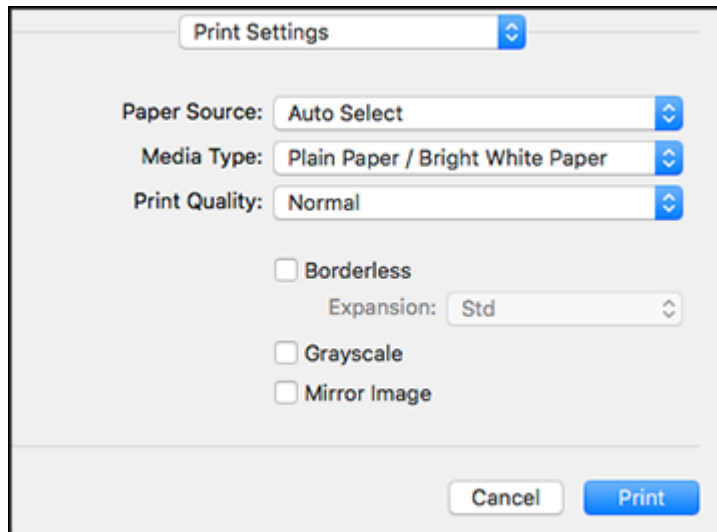 Print Settings
Paper Source: Auto Select
Media Type: Plain Paper / Bright White Paper
Print Quality: Normal
Borderless
Expansion: Std
Grayscale
Mirror Image
Cancel Print